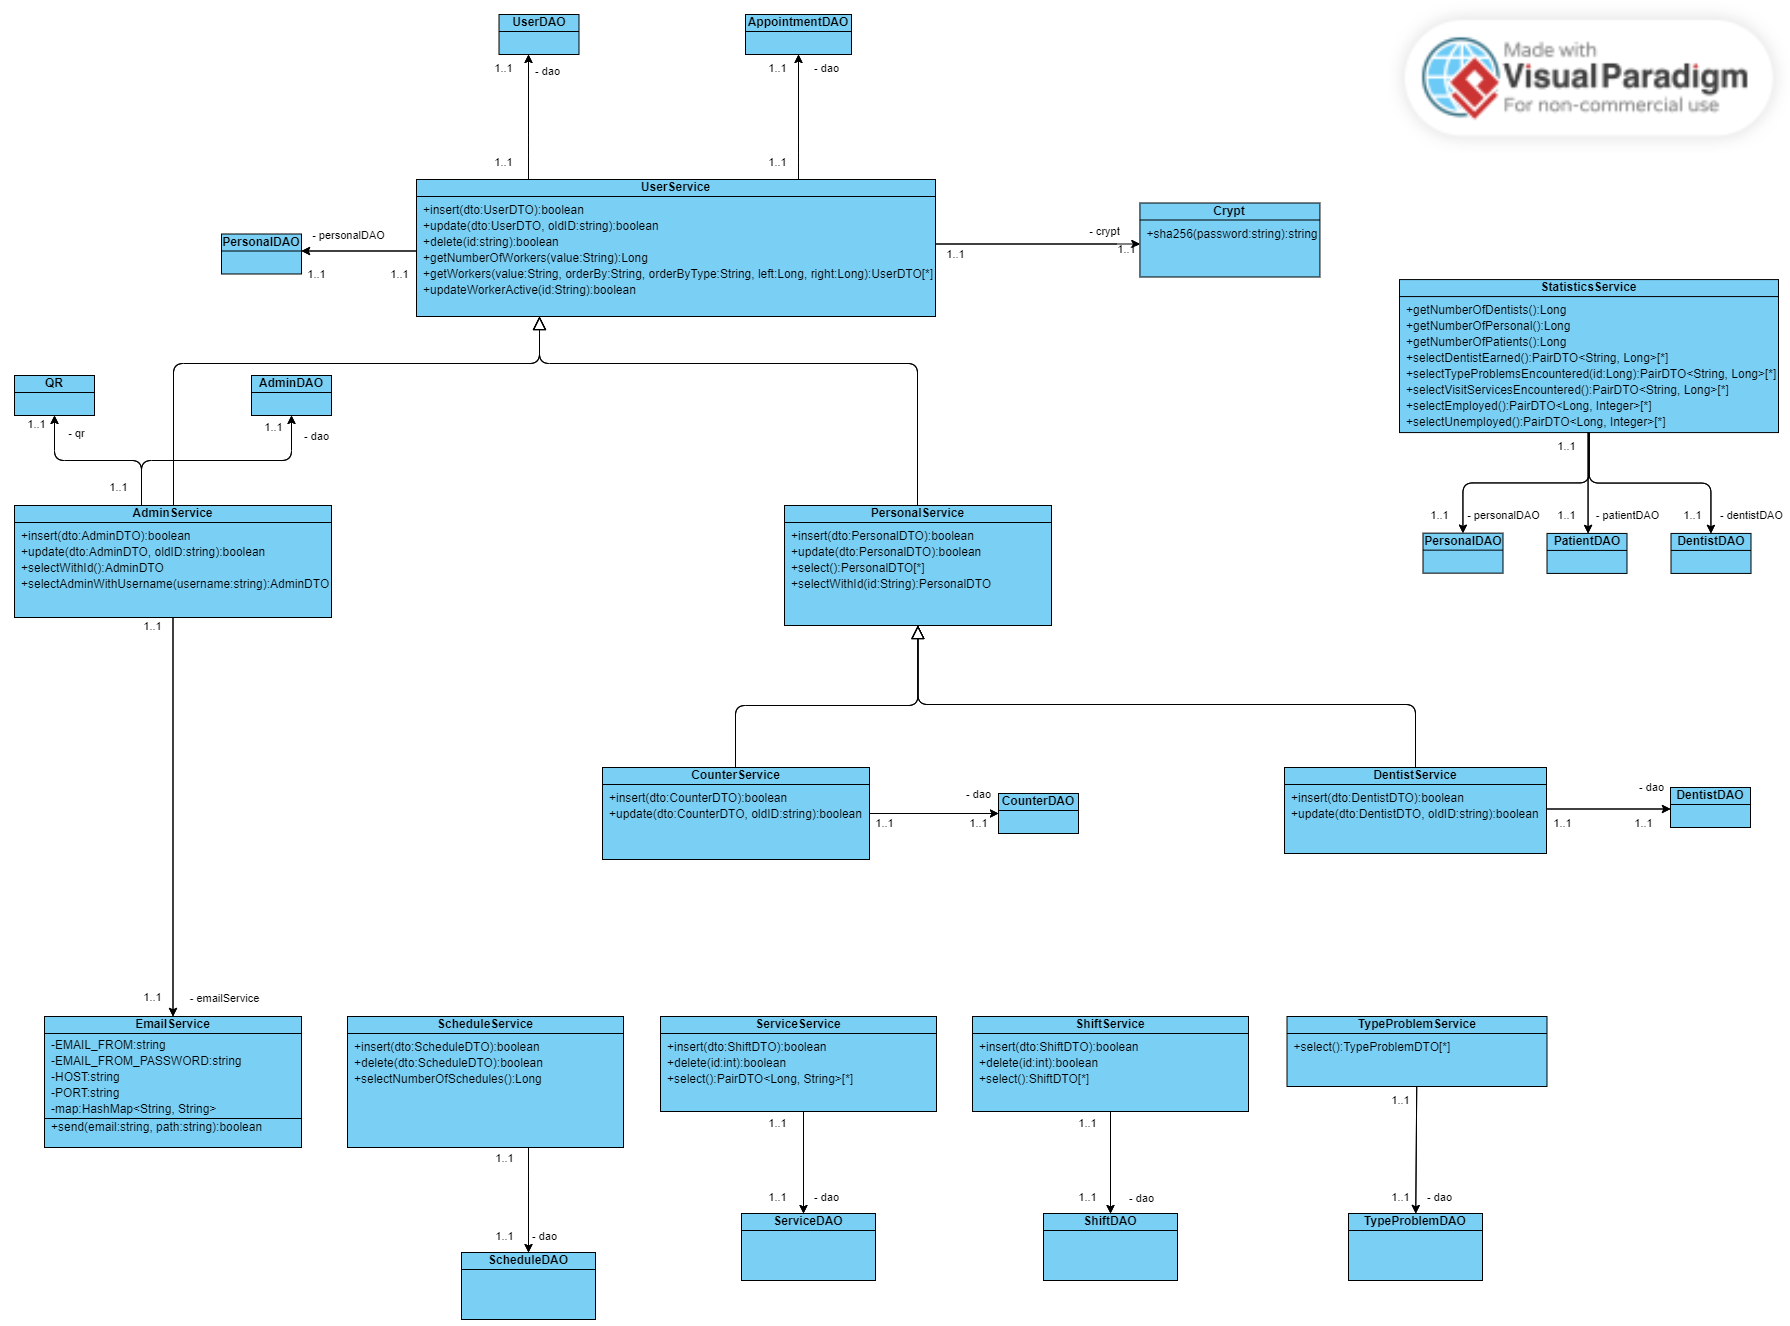 UserDAO
1..1
- dao
1..1
AppointmentDAO
1..1
- dao
1..1
Made with
Visual Paradigm
For non-commercial use
UserService
+insert(dto:UserDTO):boolean
+update(dto:UserDTO, oldID:string):boolean
+delete(id:string):boolean
+getNumberOfWorkers(value:String):Long
+getWorkers(value:String, orderBy:String, orderByType:String, left:Long, right:Long):UserDTO[*]
+updateWorkerActive(id:String):boolean
PersonalDAO
- personalDAO
1..1
1..1
1..1
- crypt
1..1
Crypt
+sha256(password:string):string
StatisticsService
+getNumberOfDentists():Long
+getNumberOfPersonal():Long
+getNumberOfPatients():Long
+selectDentistEarned():PairDTO<String, Long>[*]
+selectTypeProblemsEncountered(id:Long):PairDTO<String, Long>[*]
+selectVisitServicesEncountered():PairDTO<String, Long>[*]
+selectEmployed():PairDTO<Long, Integer>[*]
+selectUnemployed():PairDTO<Long, Integer>[*]
1..1
1..1
- personalDAO
1..1
- patientDAO
1..1
- dentistDAO
PersonalDAO
PatientDAO
DentistDAO
QR
1..1
- qr
AdminDAO
1..1
- dao
1..1
AdminService
+insert(dto:AdminDTO):boolean
+update(dto:AdminDTO, oldID:string):boolean
+selectWithId():AdminDTO
+selectAdminWithUsername(username:string):AdminDTO
1..1
PersonalService
+insert(dto:PersonalDTO):boolean
+update(dto:PersonalDTO):boolean
+select():PersonalDTO[*]
+selectWithId(id:String):PersonalDTO
CounterService
+insert(dto:CounterDTO):boolean
+update(dto:CounterDTO, oldID:string):boolean
1..1
- dao
1..1
CounterDAO
DentistService
+insert(dto:DentistDTO):boolean
+update(dto:DentistDTO, oldID:string):boolean
1..1
- dao
1..1
DentistDAO
1..1
- emailService
EmailService
-EMAIL_FROM:string
-EMAIL_FROM_PASSWORD:string
-HOST:string
-PORT:string
-map:HashMap<String, String>
+send(email:string, path:string):boolean
ScheduleService
+insert(dto:ScheduleDTO):boolean
+delete(dto:ScheduleDTO):boolean
+selectNumberOfSchedules():Long
1..1
1..1
- dao
ScheduleDAO
ServiceService
+insert(dto:ShiftDTO):boolean
+delete(id:int):boolean
+select():PairDTO<Long, String>[*]
1..1
1..1
- dao
ServiceDAO
ShiftService
+insert(dto:ShiftDTO):boolean
+delete(id:int):boolean
+select():ShiftDTO[*]
1..1
1..1
- dao
ShiftDAO
TypeProblemService
+select():TypeProblemDTO[*]
1..1
1..1
- dao
TypeProblemDAO